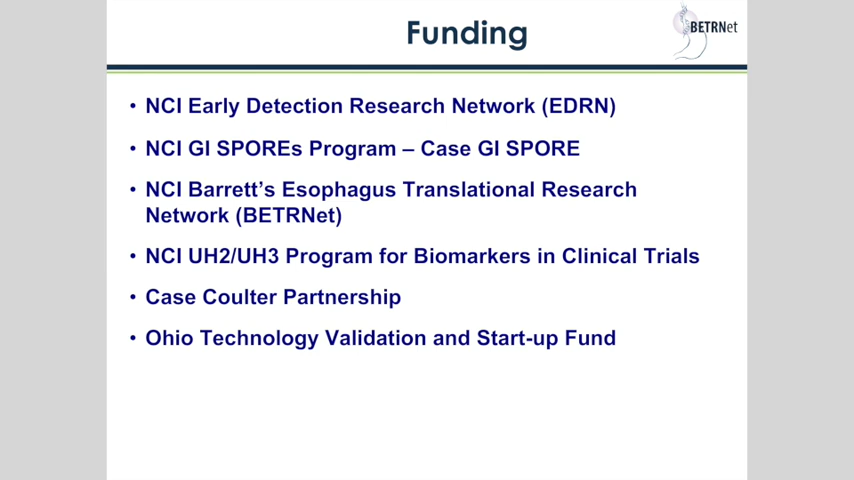 Funding
BETRNet
• NCI Early Detection Research Network (EDRN)
• NCI GI SPOREs Program – Case GI SPORE
• NCI Barrett’s Esophagus Translational Research
Network (BETRNet)
• NCI UH2/UH3 Program for Biomarkers in Clinical Trials
• Case Coulter Partnership
• Ohio Technology Validation and Start-up Fund